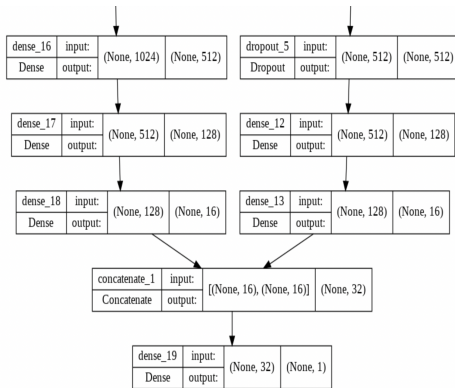 dense_16 input: (None, 1024) (None, 512)
Dense output:
dropout_5 input: (None, 512) (None, 512)
Dropout output:
dense_17 input: (None, 512) (None, 128)
Dense output:
dense_12 input: (None, 512) (None, 128)
Dense output:
dense_18 input: (None, 128) (None, 16)
Dense output:
dense_13 input: (None, 128) (None, 16)
Dense output:
concatenate_1 input: [(None, 16), (None, 16)] (None, 32)
Concatenate output:
dense_19 input: (None, 32) (None, 1)
Dense output: